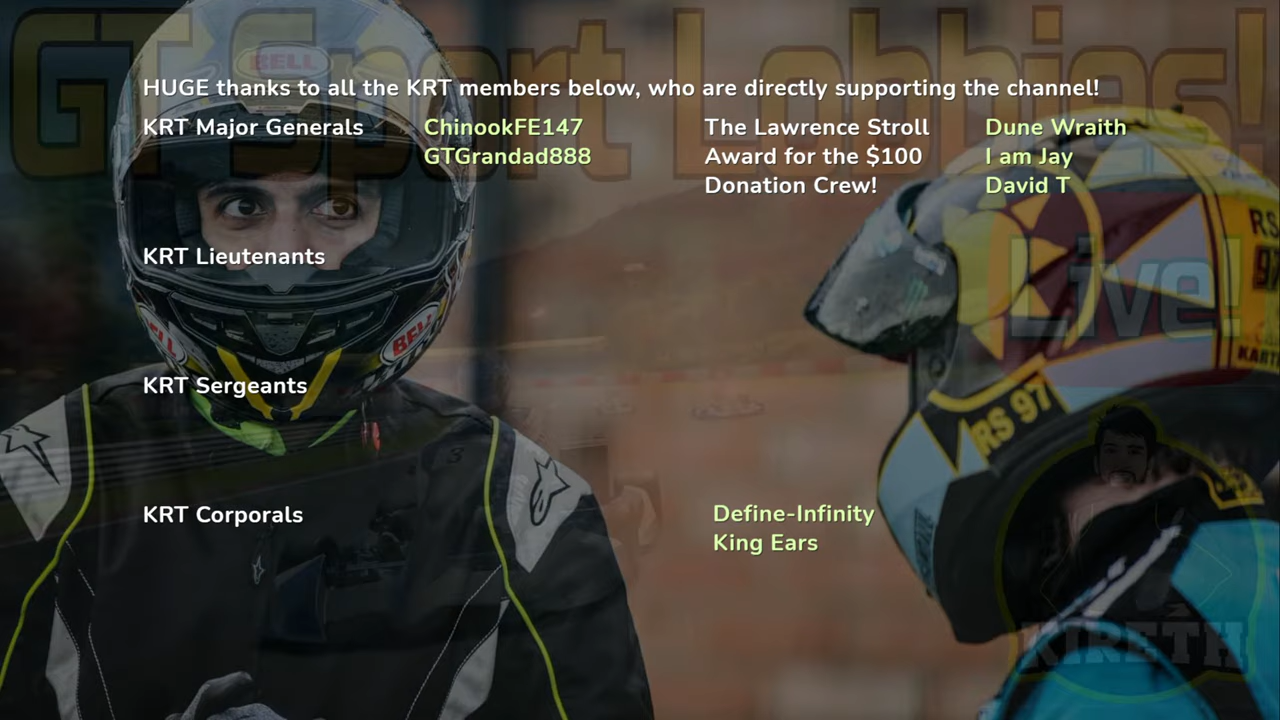 GT Sport Lobbies!
BELL
HUGE thanks to all the KRT members below, who are directly supporting the channel!
KRT Major Generals
ChinookFE147
GTGrandad888
The Lawrence Stroll
Award for the $100
Donation Crew!
Dune Wraith
I am Jay
David T
KRT Lieutenants
Live!
BELL
BELL
KRT Sergeants
RS 97
KRT Corporals
Define-Infinity
King Ears
KIRETH